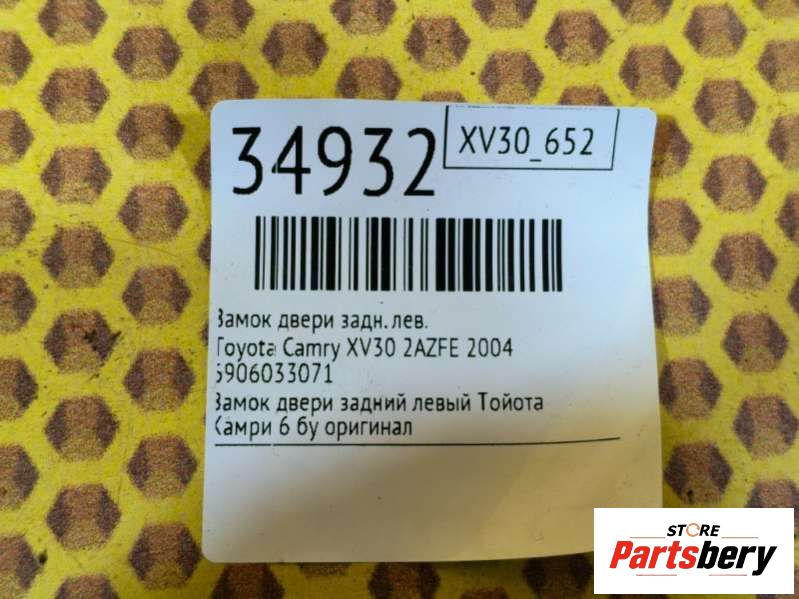 34932
XV30_652
Замок двери задн. лев.
Toyota Camry XV30 2AZFE 2004
6906033071
Замок двери задний левый Тойота
Камри 6 бу оригинал
STORE
Partsbery